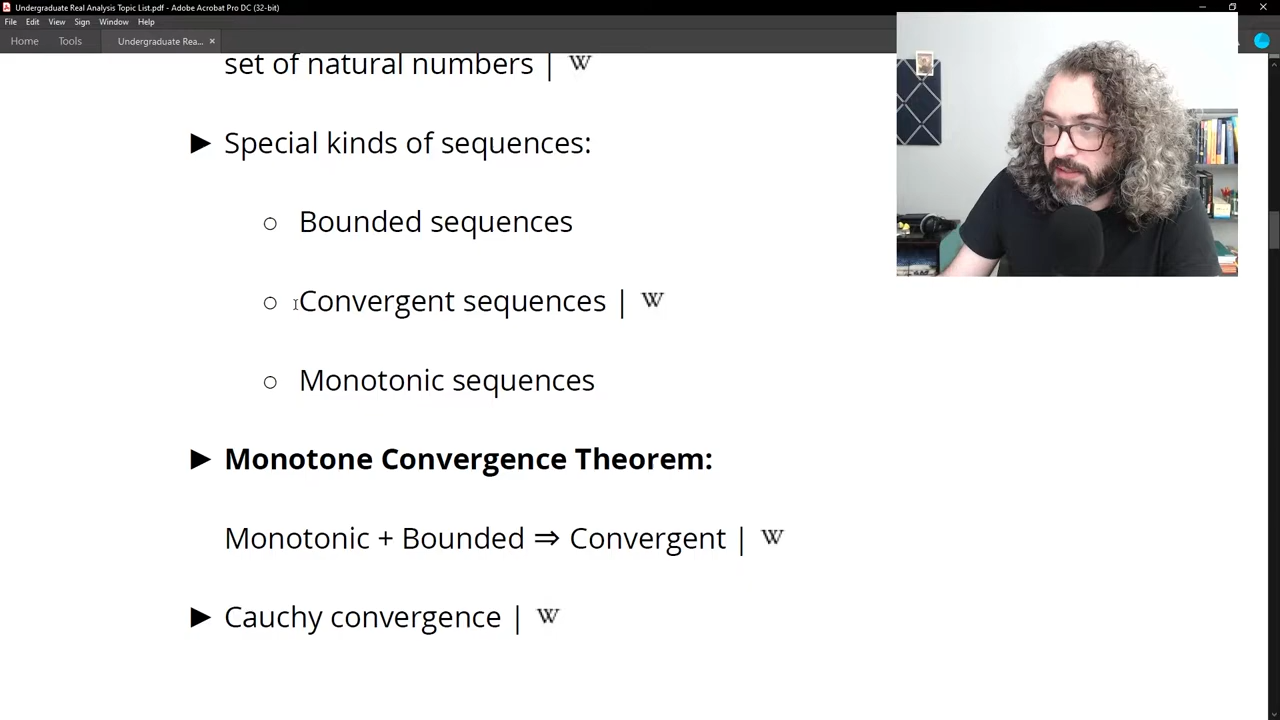 Undergraduate Real Analysis Topic List.pdf - Adobe Acrobat Pro DC (32-bit)
File Edit View Sign Window Help
Home Tools Undergraduate Rea... ×
set of natural numbers | W
► Special kinds of sequences:
○ Bounded sequences
○ Convergent sequences | W
○ Monotonic sequences
► Monotone Convergence Theorem:
Monotonic + Bounded ⇒ Convergent | W
► Cauchy convergence | W